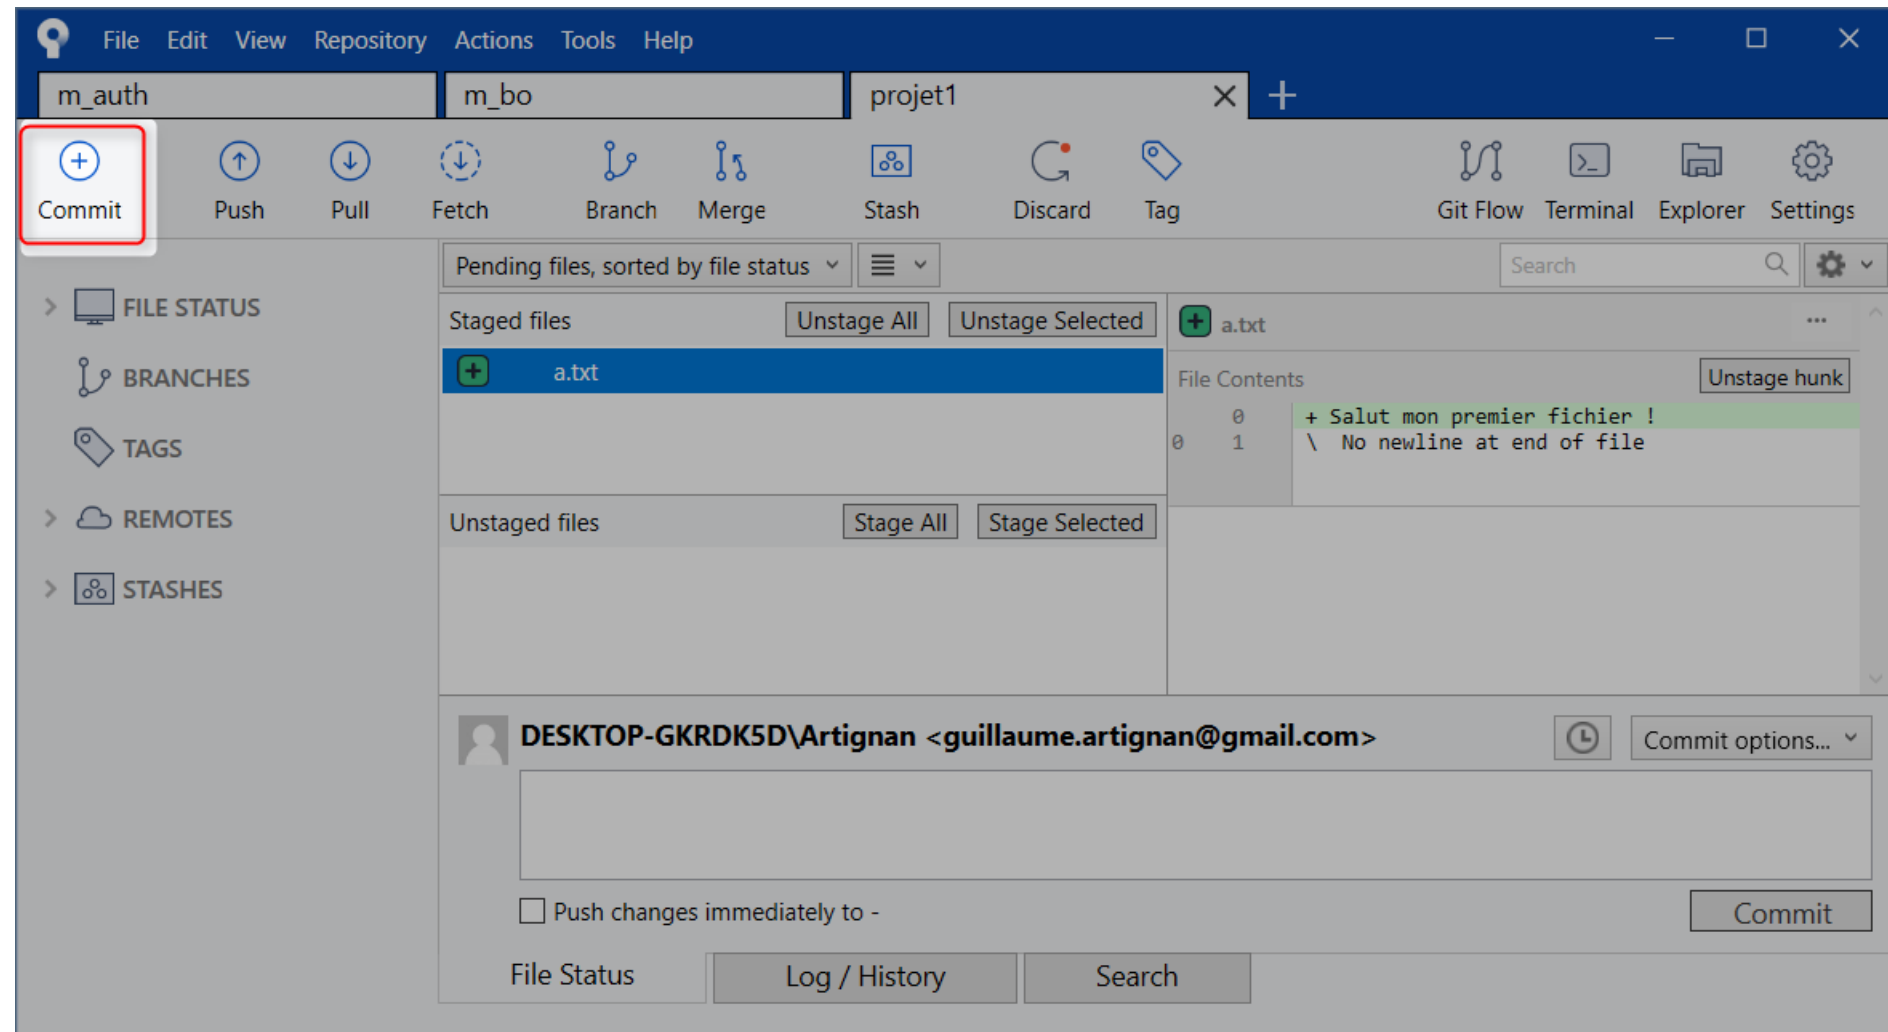 File Edit View Repository Actions Tools Help
m_auth m_bo projet1
Commit Push Pull Fetch Branch Merge Stash Discard Tag Git Flow Terminal Explorer Settings
Pending files, sorted by file status Search
FILE STATUS
BRANCHES
TAGS
REMOTES
STASHES
Staged files Unstage All Unstage Selected
a.txt
Unstaged files Stage All Stage Selected
a.txt ...
File Contents Unstage hunk
0 + Salut mon premier fichier !
0 1 \ No newline at end of file
DESKTOP-GKRDK5D\Artignan <guillaume.artignan@gmail.com> Commit options...
Push changes immediately to - Commit
File Status Log / History Search